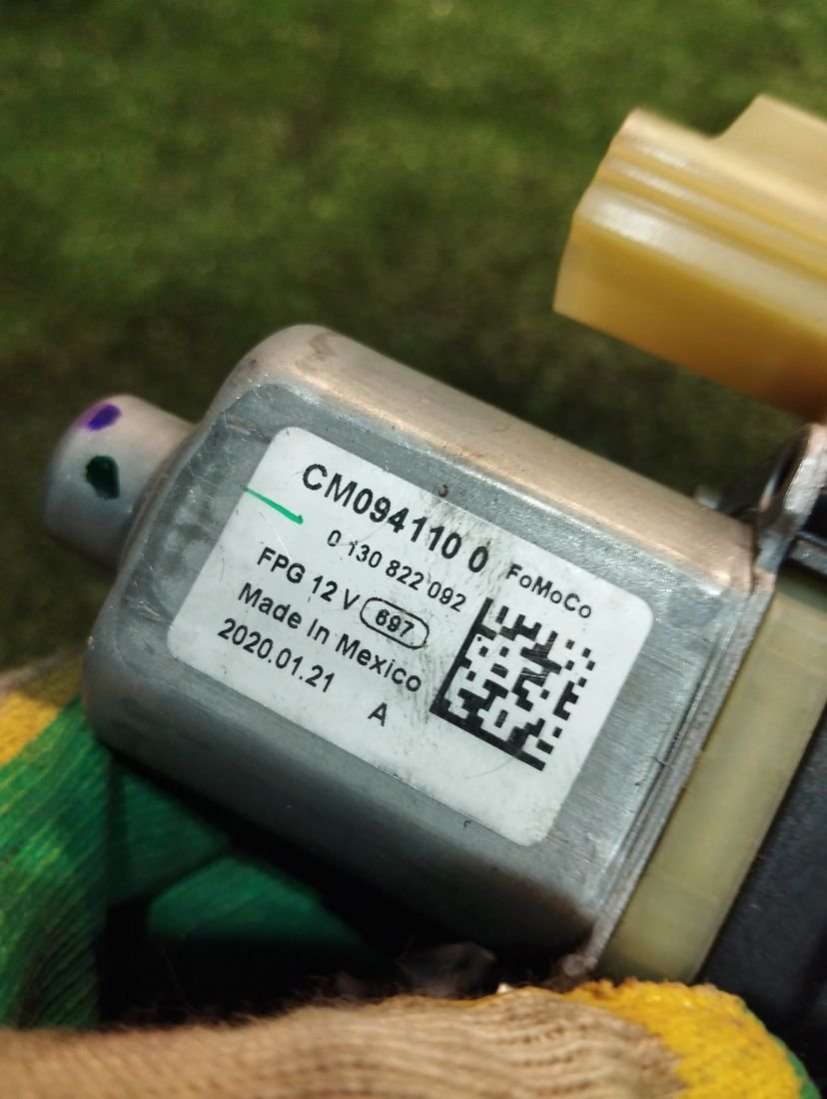 CM094110 0 FoMoCo
0 130 822 092
FPG 12 V 697
Made in Mexico
2020.01.21
A